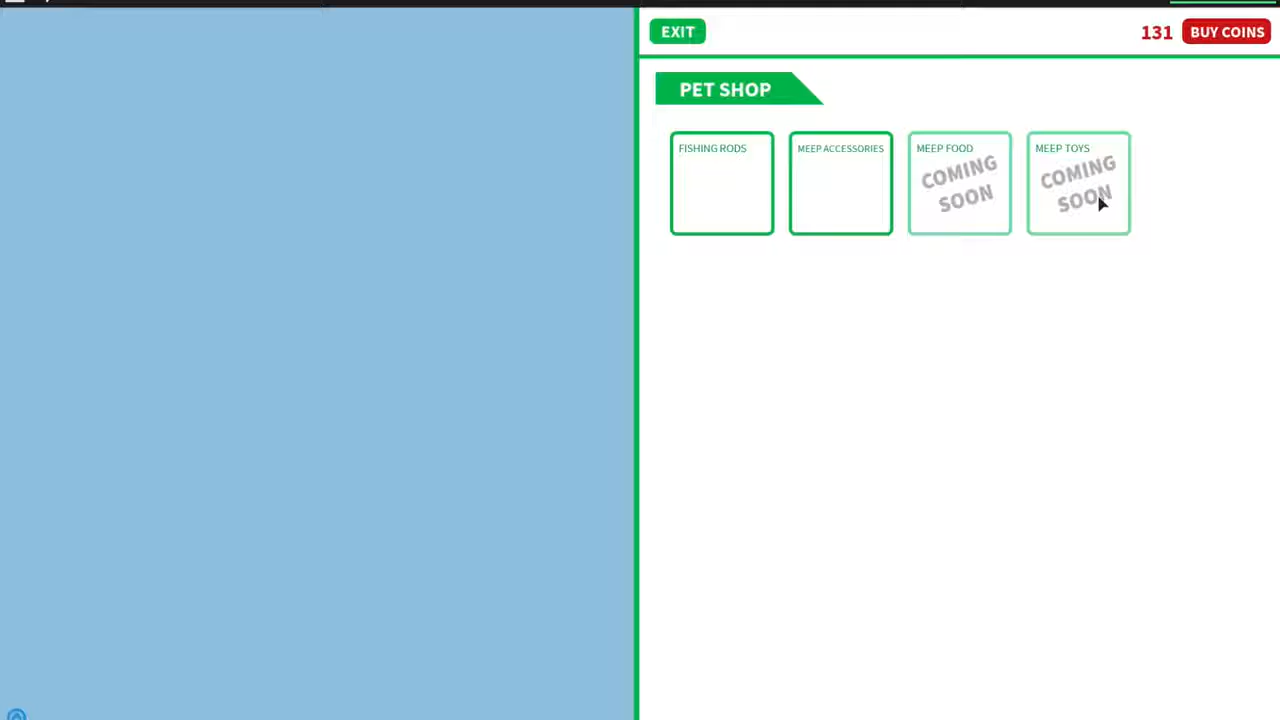 EXIT
131
BUY COINS
PET SHOP
FISHING RODS
MEEP ACCESSORIES
MEEP FOOD
COMING
SOON
MEEP TOYS
COMING
SOON